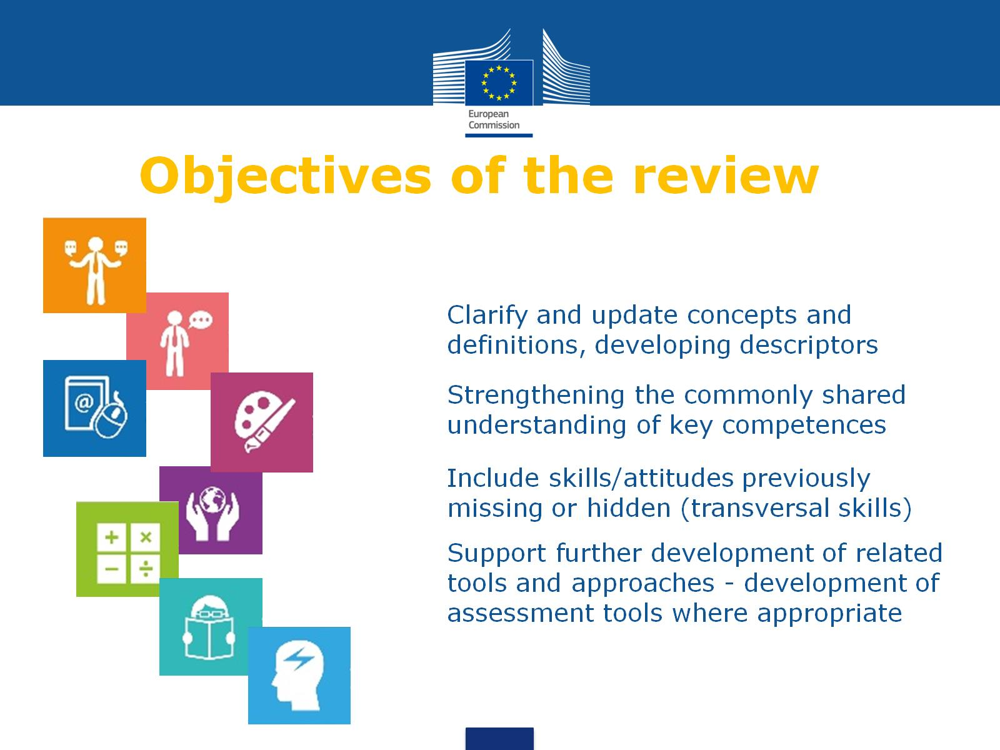 European
Commission
Objectives of the review
Clarify and update concepts and
definitions, developing descriptors
Strengthening the commonly shared
understanding of key competences
Include skills/attitudes previously
missing or hidden (transversal skills)
Support further development of related
tools and approaches - development of
assessment tools where appropriate
@
+ ×
− ÷